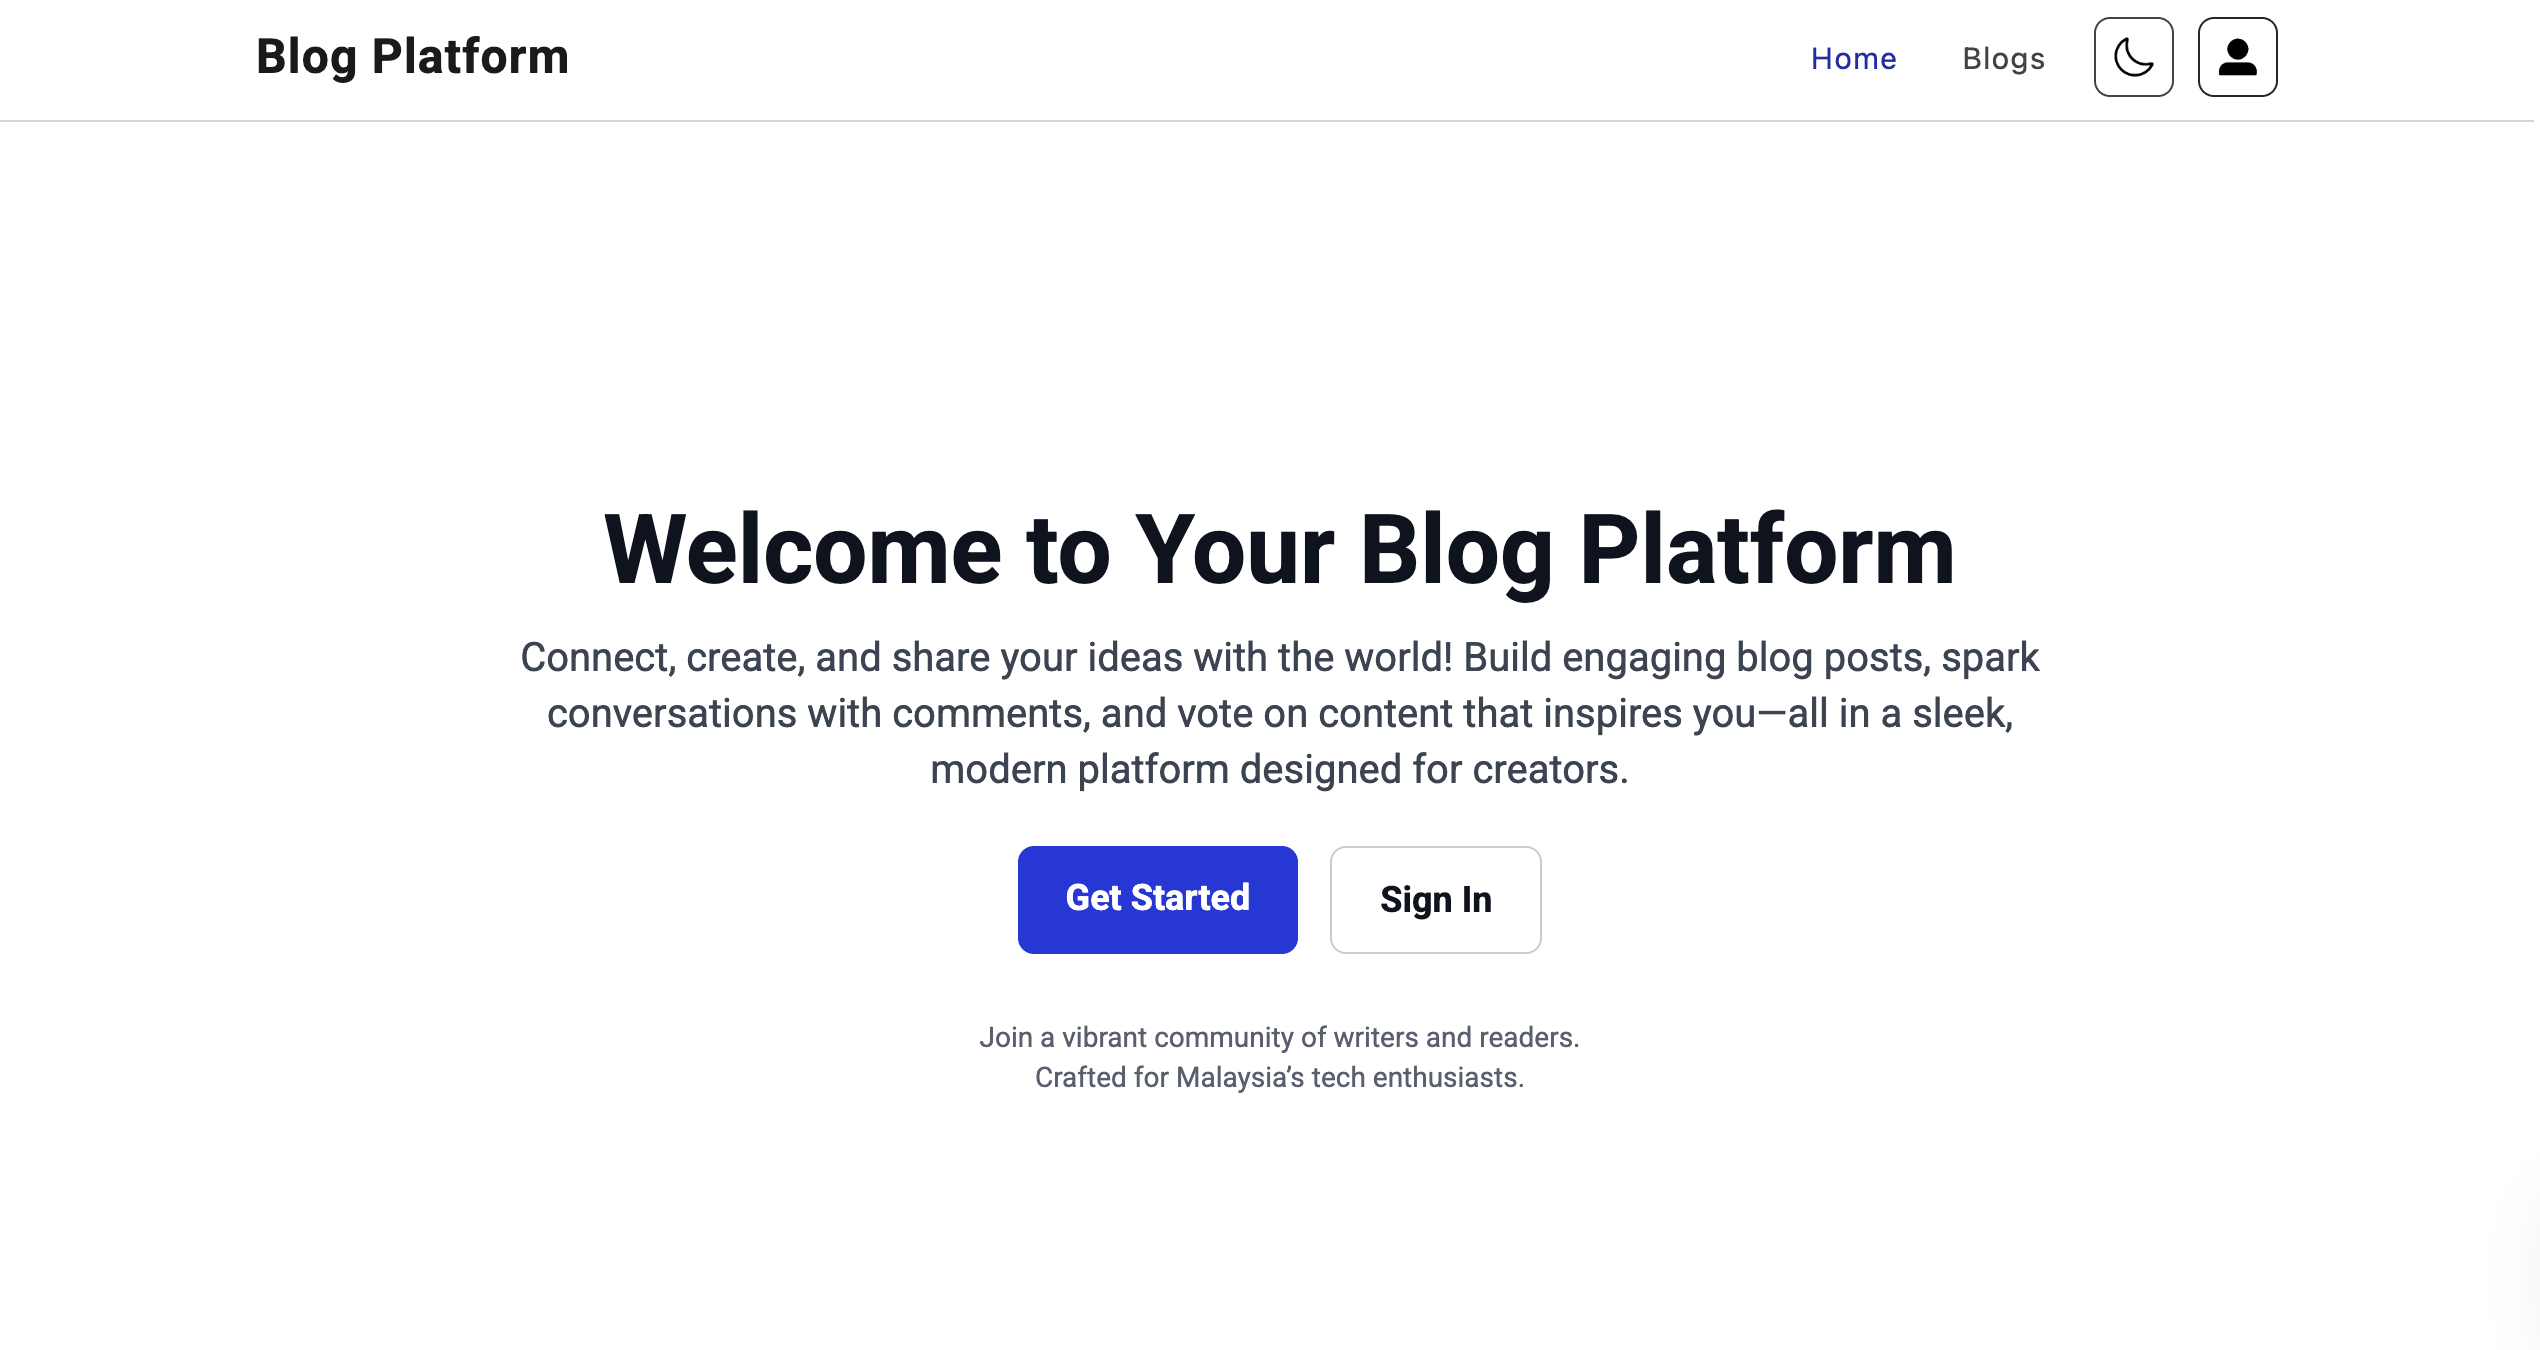 Blog Platform
Home
Blogs
Welcome to Your Blog Platform
Connect, create, and share your ideas with the world! Build engaging blog posts, spark
conversations with comments, and vote on content that inspires you—all in a sleek,
modern platform designed for creators.
Get Started
Sign In
Join a vibrant community of writers and readers.
Crafted for Malaysia’s tech enthusiasts.